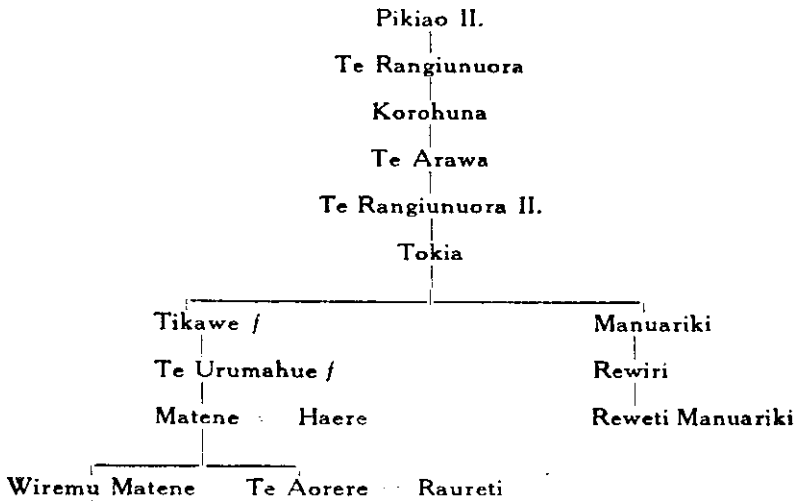 Pikiao II.
Te Rangiunuora
Korohuna
Te Arawa
Te Rangiunuora II.
Tokia
Tikawe f Manuariki
Te Urumahue f Rewiri
Matene Haere Reweti Manuariki
Wiremu Matene Te Aorere Raureti